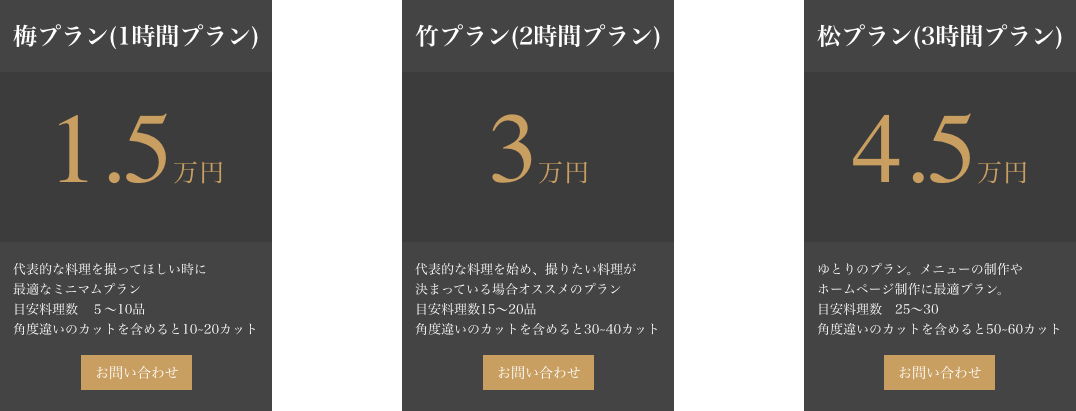 梅プラン(1時間プラン)
1.5万円
代表的な料理を撮ってほしい時に
最適なミニマムプラン
目安料理数　5〜10品
角度違いのカットを含めると10~20カット
お問い合わせ
竹プラン(2時間プラン)
3万円
代表的な料理を始め、撮りたい料理が
決まっている場合オススメのプラン
目安料理数15〜20品
角度違いのカットを含めると30~40カット
お問い合わせ
松プラン(3時間プラン)
4.5万円
ゆとりのプラン。メニューの制作や
ホームページ制作に最適プラン。
目安料理数　25〜30
角度違いのカットを含めると50~60カット
お問い合わせ